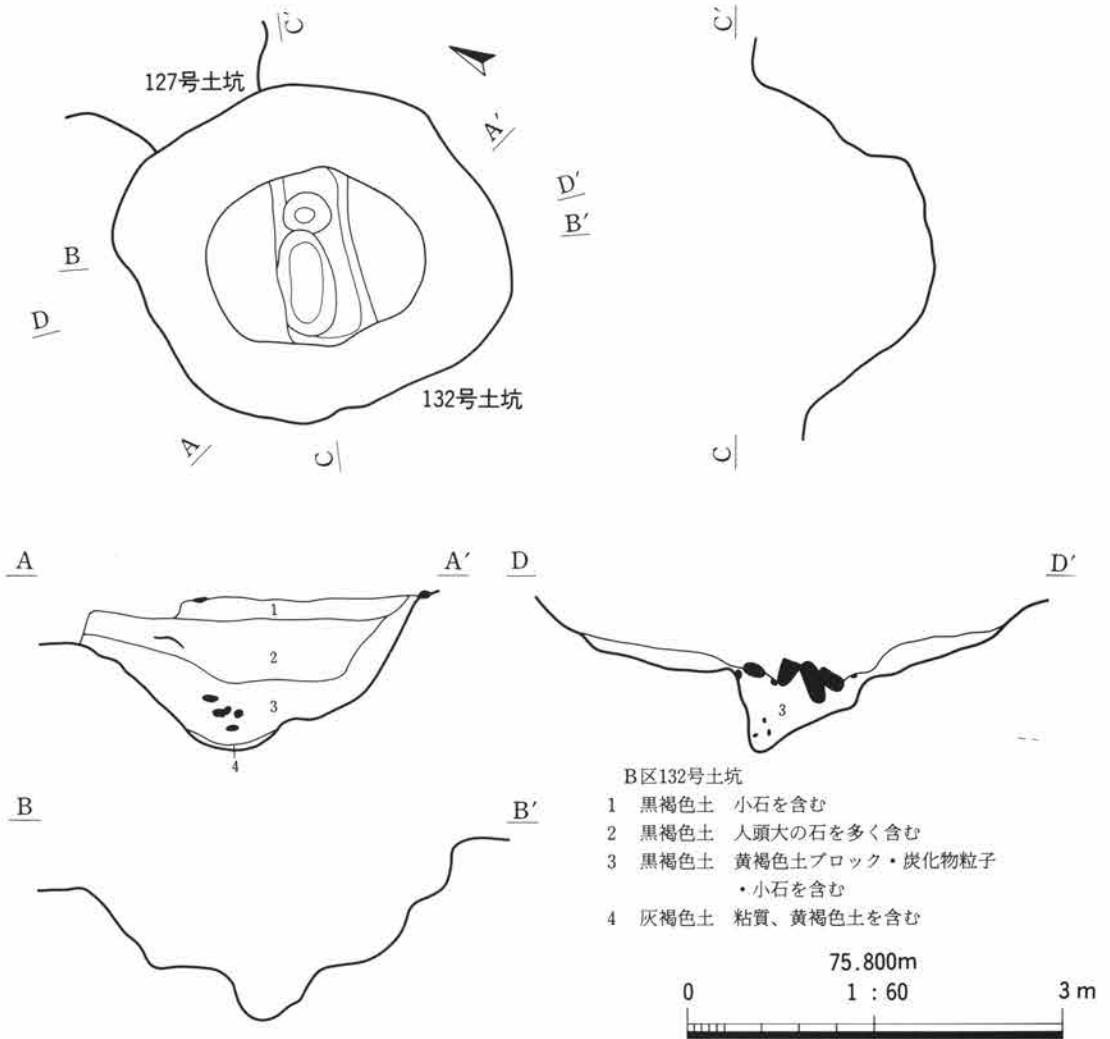 C′
C′
127号土坑
A′
D′
B′
B
D
132号土坑
A
C
C
A
A′
D
D′
1
2
3
4
3
B
B′
B区132号土坑
1 黒褐色土 小石を含む
2 黒褐色土 人頭大の石を多く含む
3 黒褐色土 黄褐色土ブロック・炭化物粒子
・小石を含む
4 灰褐色土 粘質、黄褐色土を含む
75.800m
0 1：60 3 m